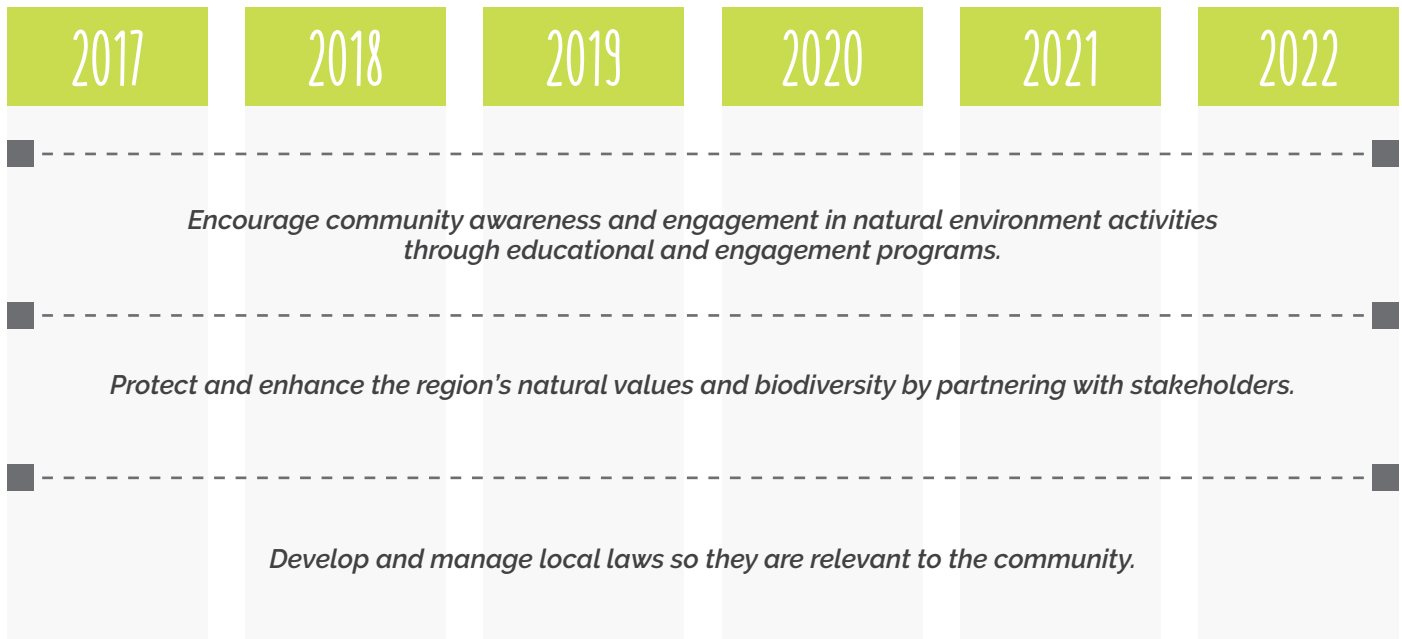 2017 2018 2019 2020 2021 2022
Encourage community awareness and engagement in natural environment activities
through educational and engagement programs.
Protect and enhance the region’s natural values and biodiversity by partnering with stakeholders.
Develop and manage local laws so they are relevant to the community.